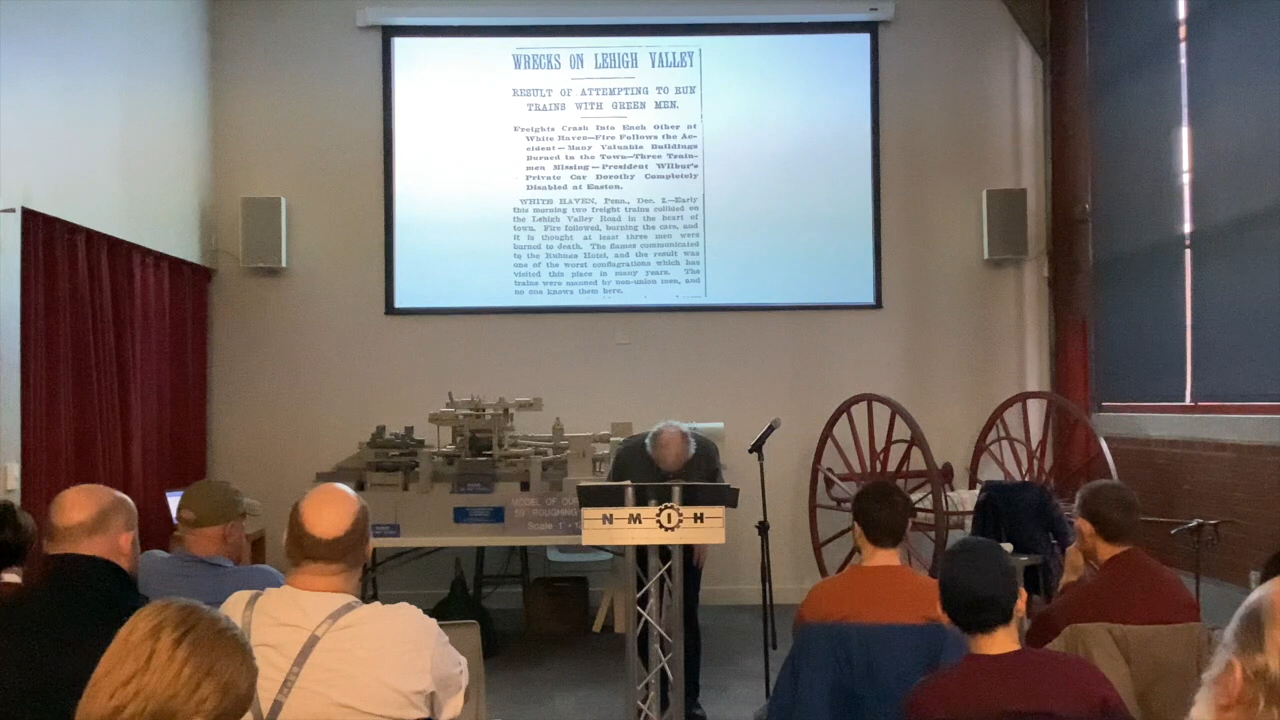 WRECKS ON LEHIGH VALLEY
RESULT OF ATTEMPTING TO RUN
TRAINS WITH GREEN MEN.
Freights Crash Into Each Other at
White Haven—Fire Follows the Ac-
cident—Many Valuable Buildings
Burned in the Town—Three Train-
men Missing—President Wilbur's
Private Car Dorothy Completely
Disabled at Easton.
WHITE HAVEN, Penn., Dec. 2.—Early
this morning two freight trains collided on
the Lehigh Valley Road in the heart of
town. Fire followed, burning the cars, and
it is thought at least three men were
burned to death. The flames communicated
to the Hotel, and the result was
one of the worst conflagrations which has
visited this place in many years. The
trains were manned by non-union men, and
no one knows them here.
MODEL OF
ROUGHING
Scale 1"
NMIH